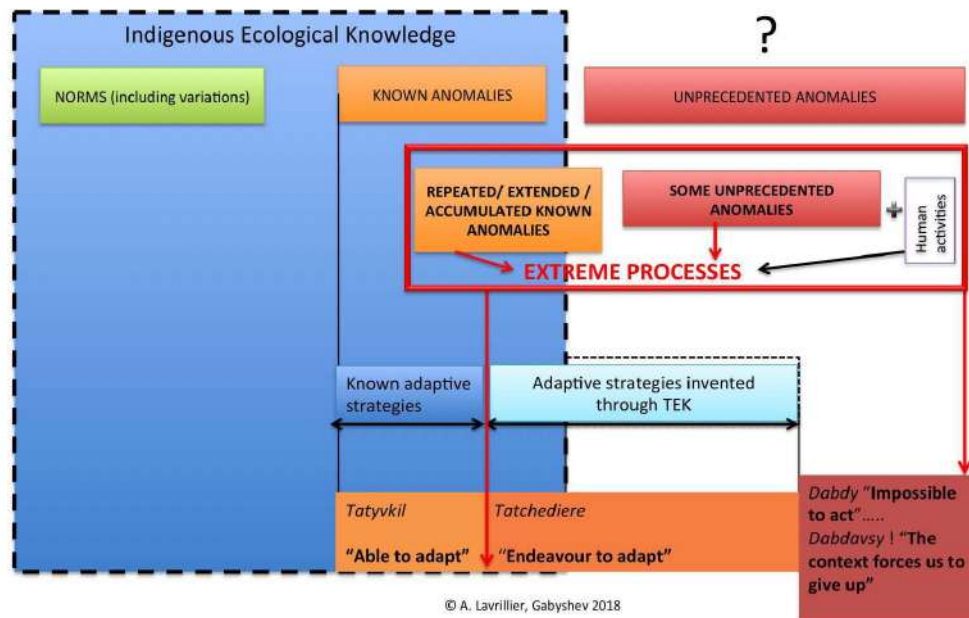 Indigenous Ecological Knowledge
?
NORMS (including variations)
KNOWN ANOMALIES
UNPRECEDENTED ANOMALIES
REPEATED/ EXTENDED /
ACCUMULATED KNOWN
ANOMALIES
SOME UNPRECEDENTED
ANOMALIES
+
Human
activities
EXTREME PROCESSES
Known adaptive
strategies
Adaptive strategies invented
through TEK
Tatyvkil
"Able to adapt"
Tatchediere
"Endeavour to adapt"
Dabdy "Impossible
to act".....
Dabdavsy ! "The
context forces us to
give up"
© A. Lavrillier, Gabyshev 2018